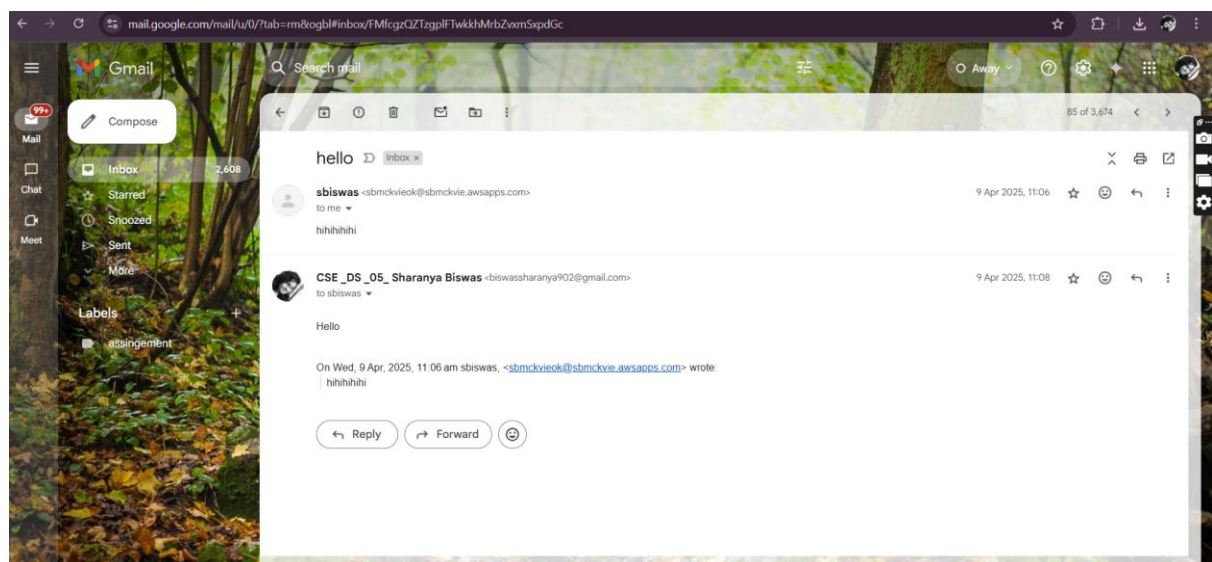 mail.google.com/mail/u/0/?tab=rm&ogbl#inbox/FMfcgzQZTzgplFTwkkhMrbZvxmSxpdGc
Gmail
Search mail
Away
99+
Mail
Compose
85 of 3,674
Chat
Meet
Inbox 2,608
Starred
Snoozed
Sent
More
Labels +
assingement
hello Inbox ×
sbiswas <sbmckvieok@sbmckvie.awsapps.com> 9 Apr 2025, 11:06
to me
hihihihihi
CSE_DS_05_ Sharanya Biswas <biswassharanya902@gmail.com> 9 Apr 2025, 11:08
to sbiswas
Hello
On Wed, 9 Apr, 2025, 11:06 am sbiswas, <sbmckvieok@sbmckvie.awsapps.com> wrote:
hihihihihi
Reply Forward